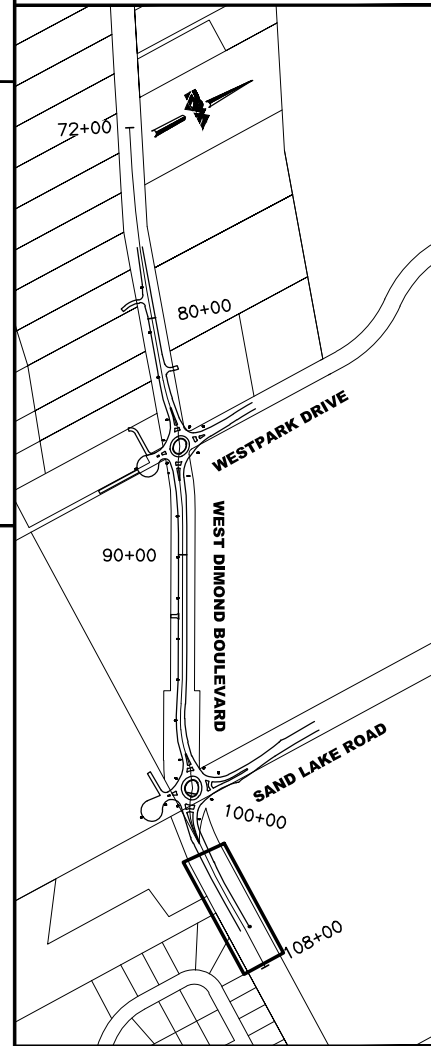 72+00
80+00
WESTPARK DRIVE
90+00
WEST DIMOND BOULEVARD
SAND LAKE ROAD
100+00
108+00